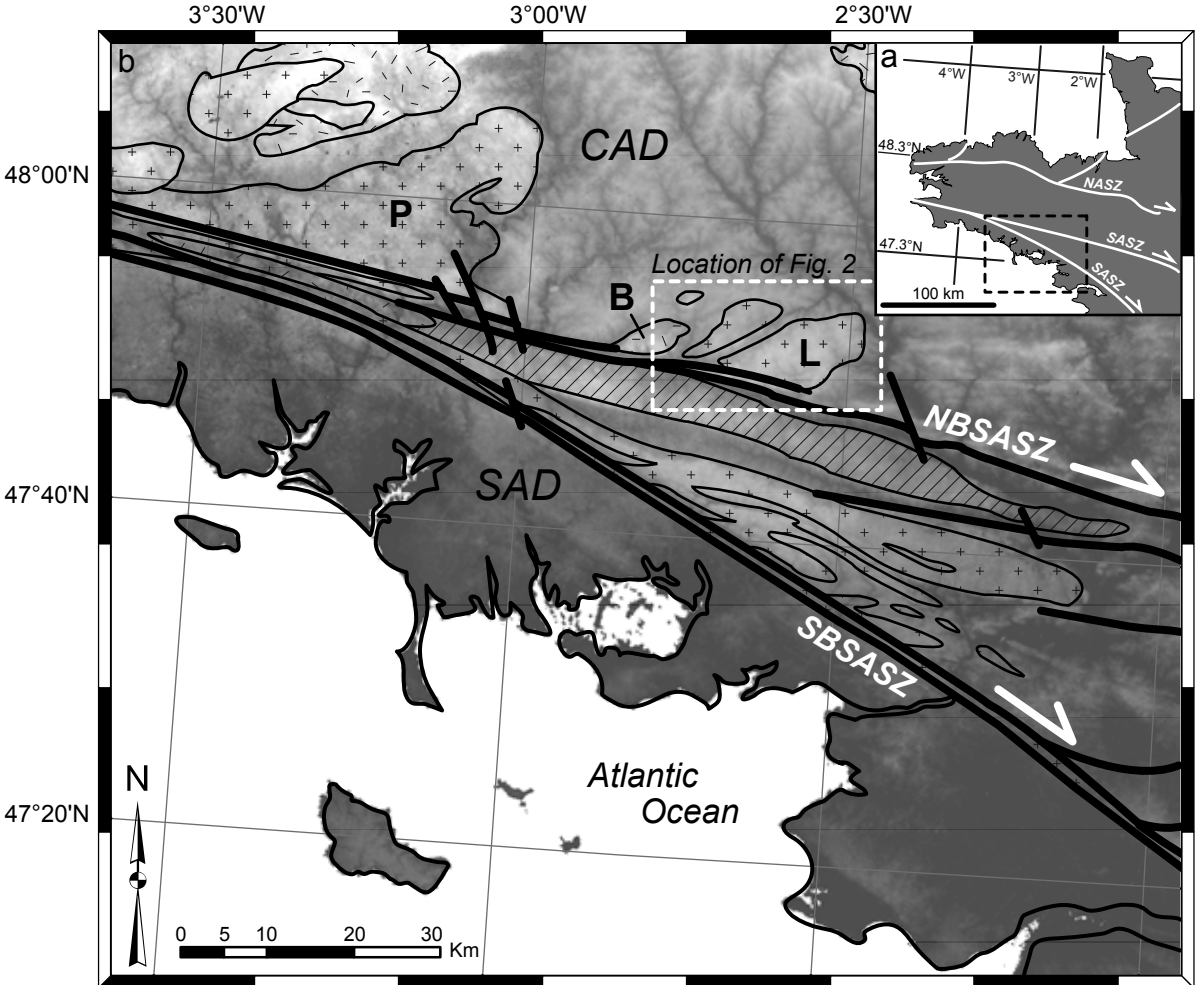 3°30'W
3°00'W
2°30'W
b
a
4°W
3°W
2°W
48.3°N
47.3°N
NASZ
SASZ
SASZ
100 km
CAD
48°00'N
P
Location of Fig. 2
B
L
NBSASZ
47°40'N
SAD
SBSASZ
N
Atlantic
Ocean
47°20'N
0 5 10 20 30 Km